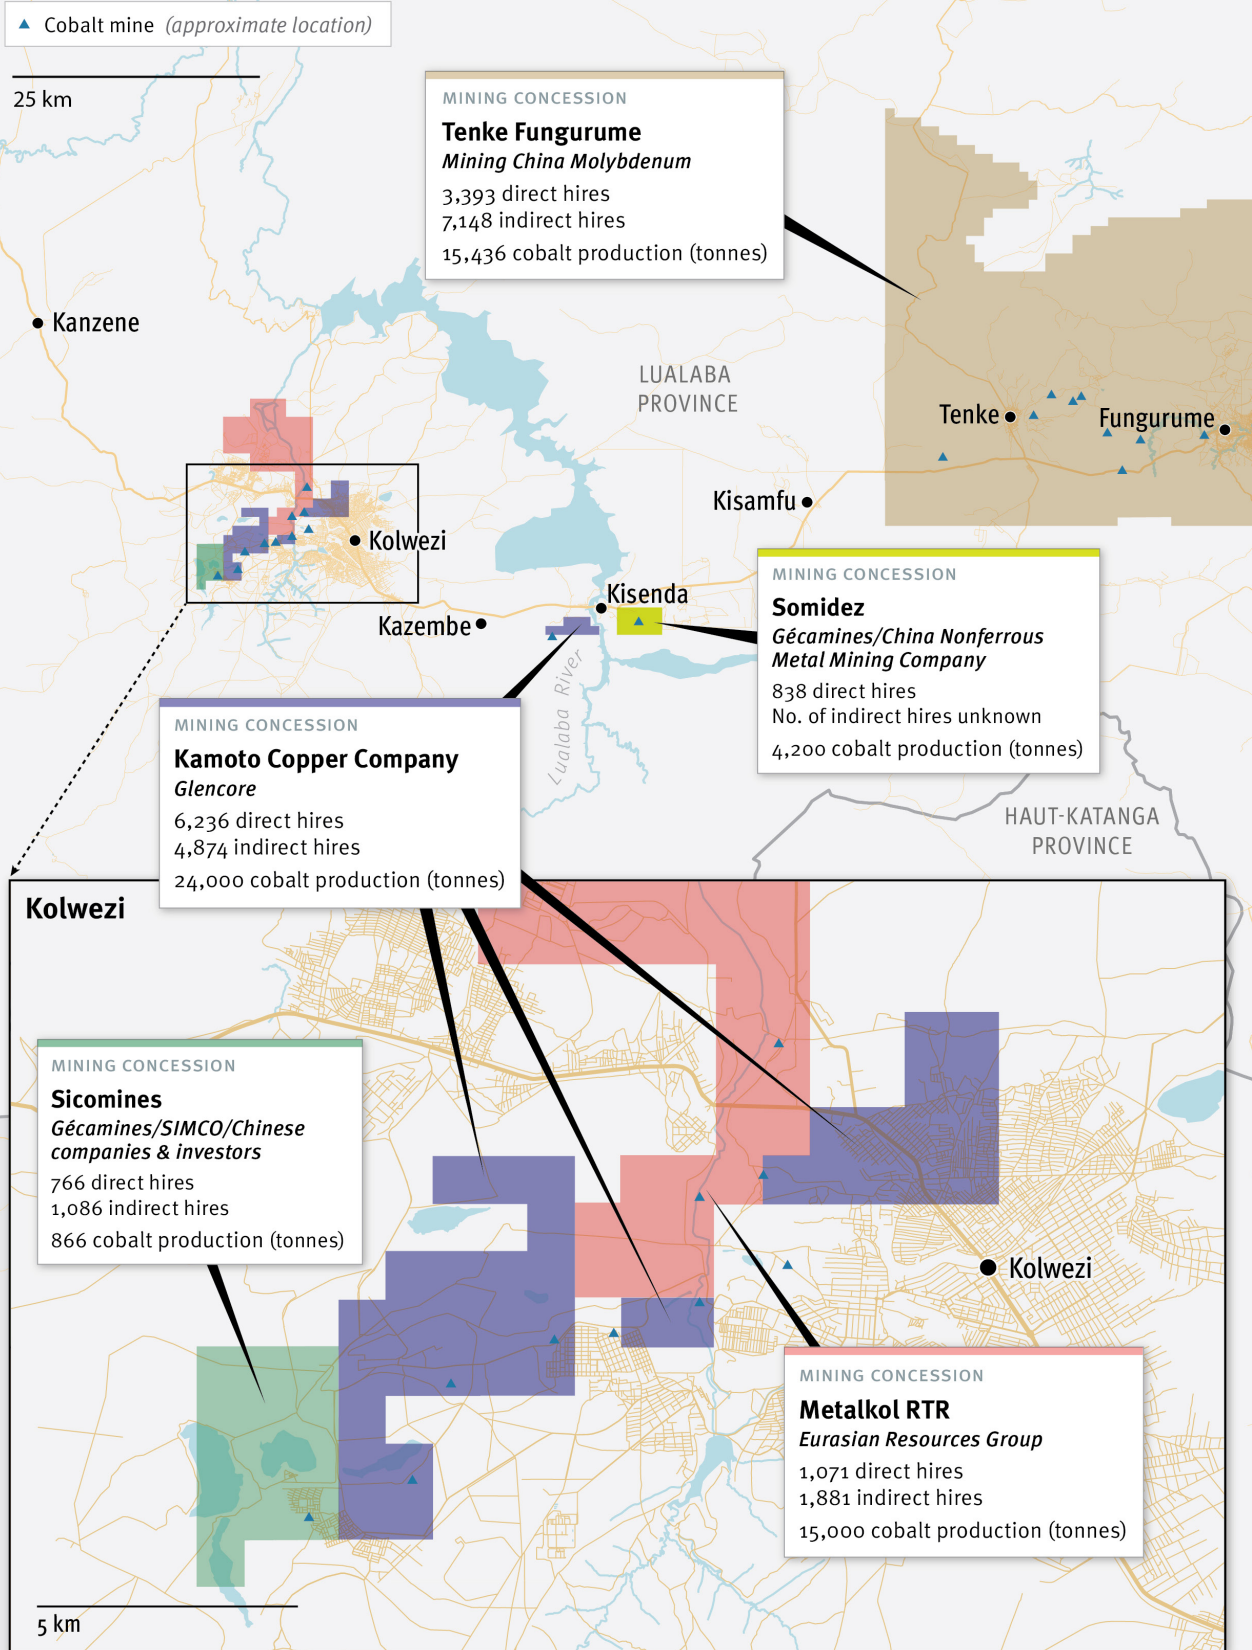 Cobalt mine (approximate location)
25 km
MINING CONCESSION
Tenke Fungurume
Mining China Molybdenum
3,393 direct hires
7,148 indirect hires
15,436 cobalt production (tonnes)
Kanzene
LUALABA
PROVINCE
Tenke
Fungurume
Kisamfu
Kolwezi
Kisenda
Kazembe
Lualaba River
MINING CONCESSION
Somidez
Gécamines/China Nonferrous
Metal Mining Company
838 direct hires
No. of indirect hires unknown
4,200 cobalt production (tonnes)
MINING CONCESSION
Kamoto Copper Company
Glencore
6,236 direct hires
4,874 indirect hires
24,000 cobalt production (tonnes)
HAUT-KATANGA
PROVINCE
Kolwezi
MINING CONCESSION
Sicomines
Gécamines/SIMCO/Chinese
companies & investors
766 direct hires
1,086 indirect hires
866 cobalt production (tonnes)
Kolwezi
MINING CONCESSION
Metalkol RTR
Eurasian Resources Group
1,071 direct hires
1,881 indirect hires
15,000 cobalt production (tonnes)
5 km